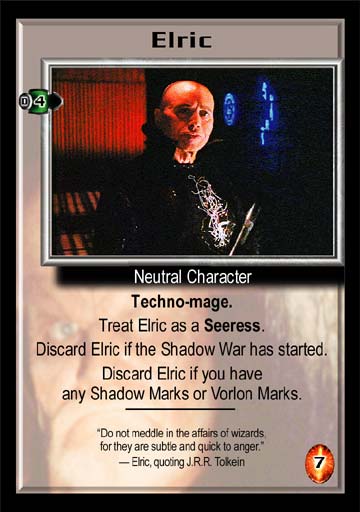 Elric
D 4
Neutral Character
Techno-mage.
Treat Elric as a Seeress.
Discard Elric if the Shadow War has started.
Discard Elric if you have
any Shadow Marks or Vorlon Marks.
“Do not meddle in the affairs of wizards,
for they are subtle and quick to anger.”
— Elric, quoting J.R.R. Tolkein
7